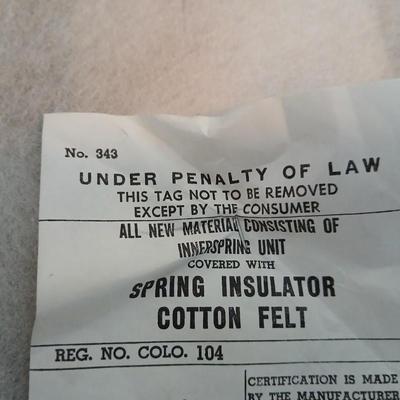 No. 343
UNDER PENALTY OF LAW
THIS TAG NOT TO BE REMOVED
EXCEPT BY THE CONSUMER
ALL NEW MATERIAL CONSISTING OF
INNERSPRING UNIT
COVERED WITH
SPRING INSULATOR
COTTON FELT
REG. NO. COLO. 104
CERTIFICATION IS MADE
BY THE MANUFACTURER